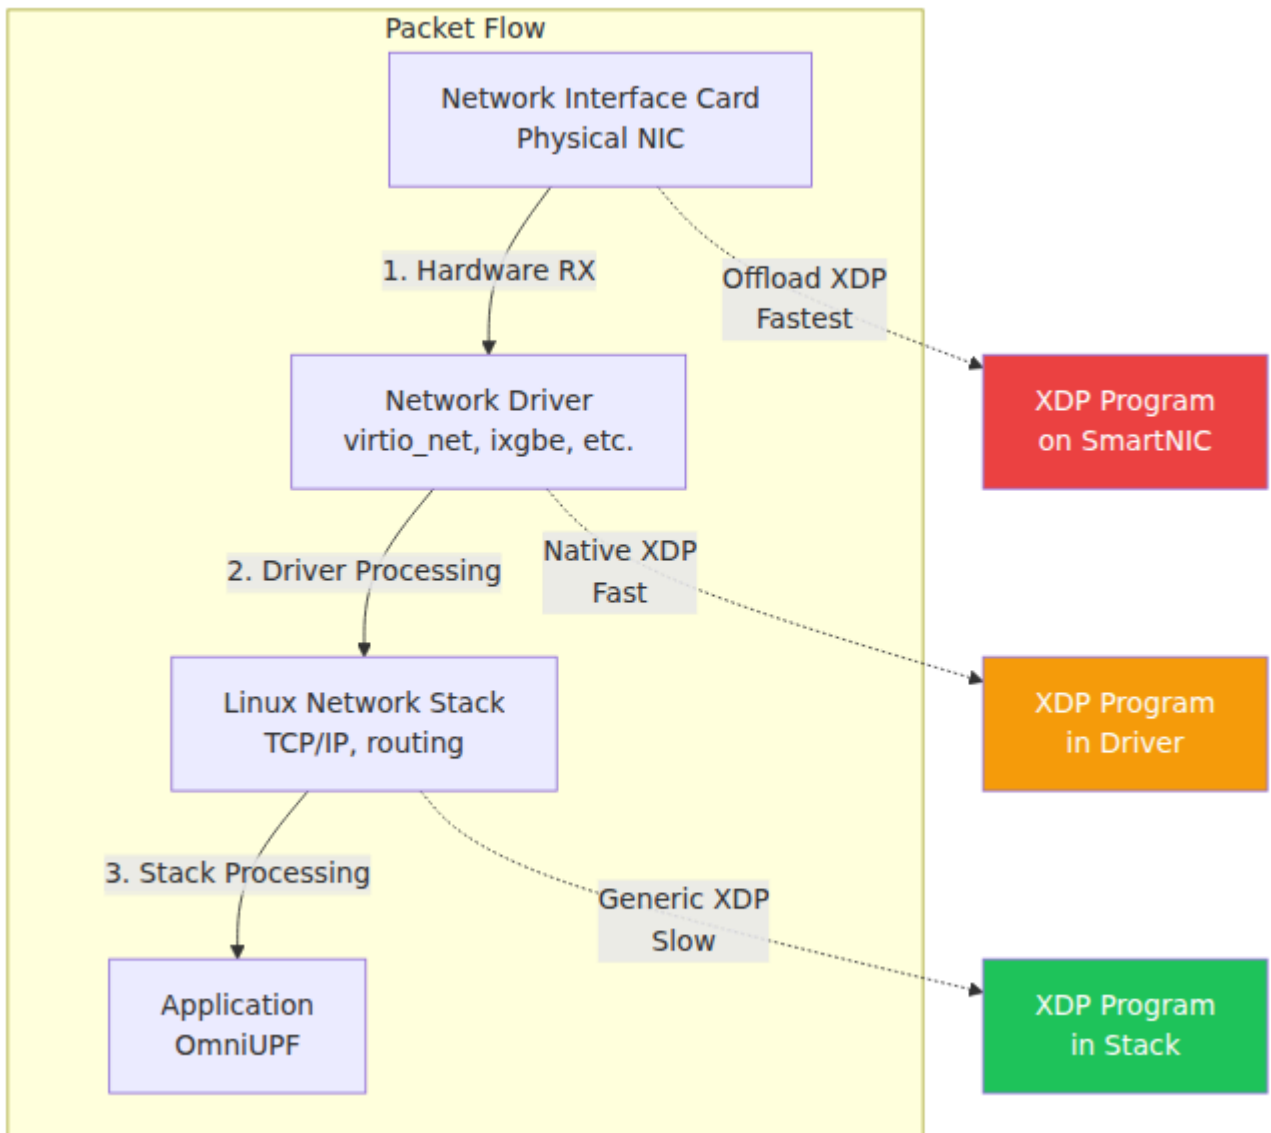 Packet Flow
Network Interface Card
Physical NIC
1. Hardware RX
Offload XDP
Fastest
Network Driver
virtio_net, ixgbe, etc.
XDP Program
on SmartNIC
2. Driver Processing
Native XDP
Fast
Linux Network Stack
TCP/IP, routing
XDP Program
in Driver
3. Stack Processing
Generic XDP
Slow
Application
OmniUPF
XDP Program
in Stack